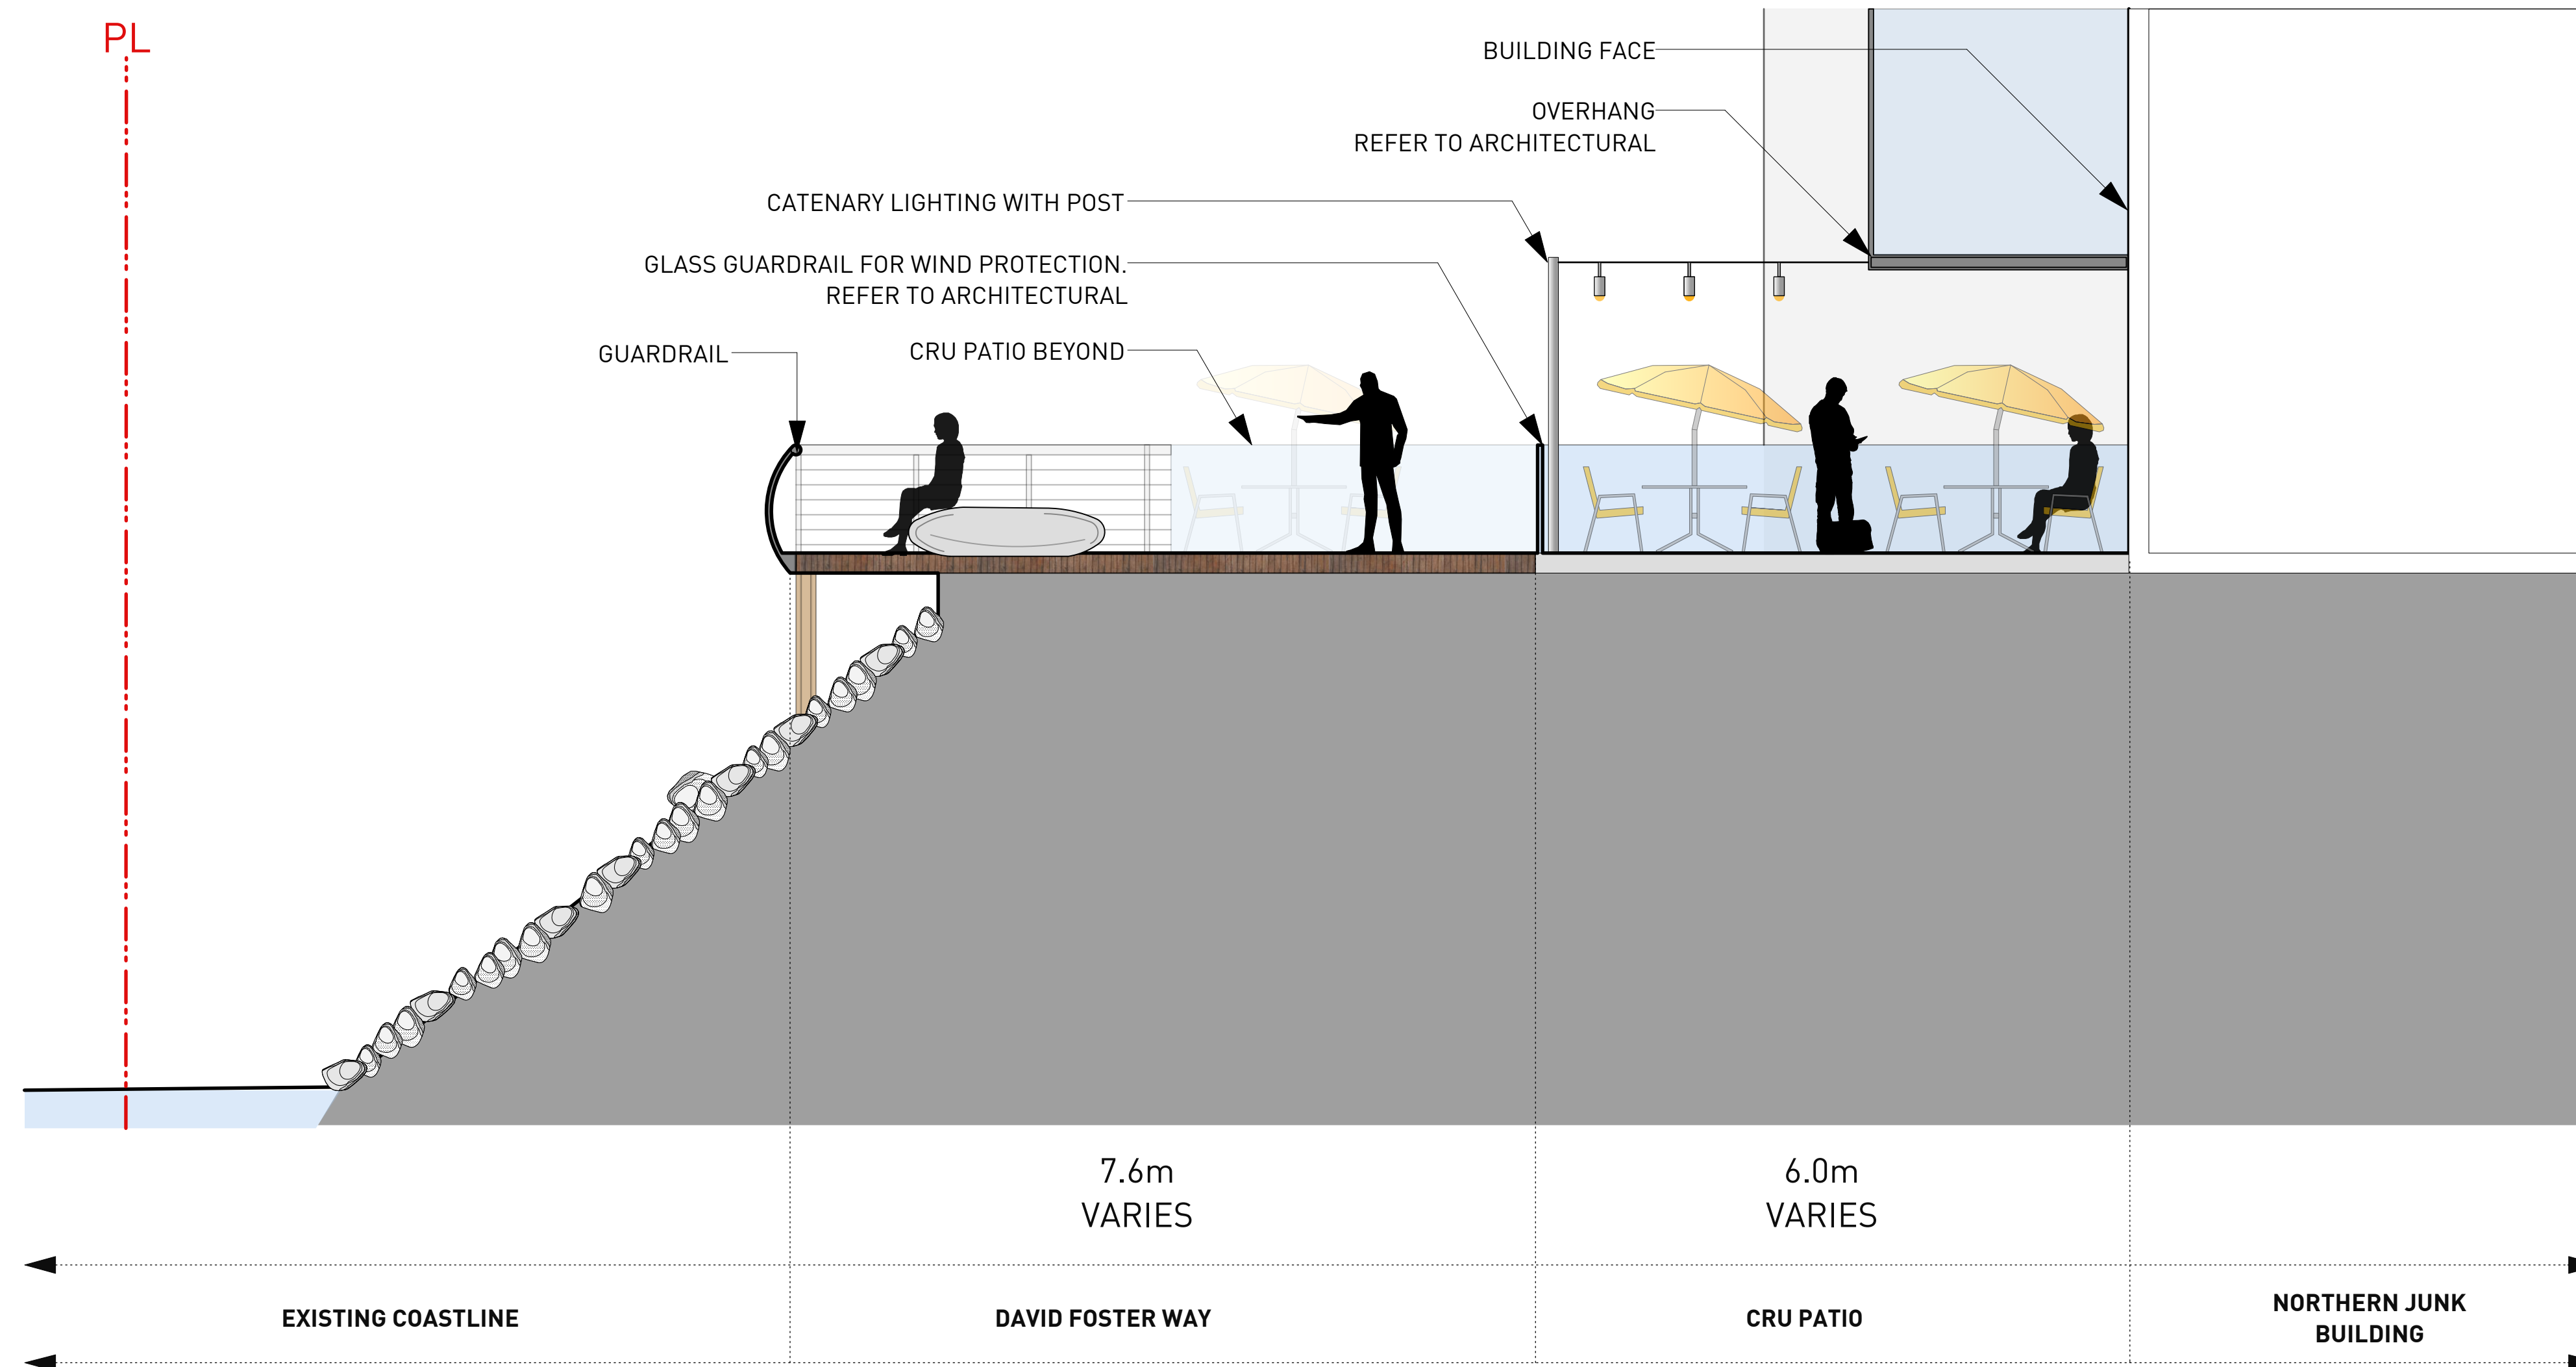 PL
BUILDING FACE
OVERHANG
REFER TO ARCHITECTURAL
CATENARY LIGHTING WITH POST
GLASS GUARDRAIL FOR WIND PROTECTION.
REFER TO ARCHITECTURAL
GUARDRAIL
CRU PATIO BEYOND
7.6m
VARIES
6.0m
VARIES
EXISTING COASTLINE
DAVID FOSTER WAY
CRU PATIO
NORTHERN JUNK
BUILDING